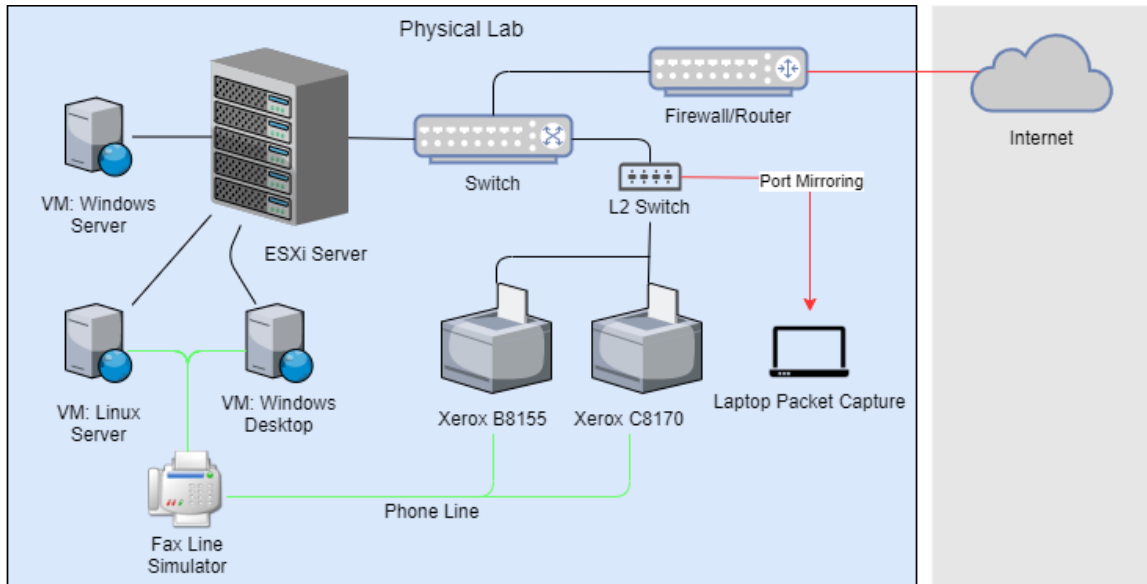 Physical Lab
Firewall/Router
Internet
Switch
Port Mirroring
L2 Switch
VM: Windows
Server
ESXi Server
VM: Linux
Server
VM: Windows
Desktop
Xerox B8155
Xerox C8170
Laptop Packet Capture
Phone Line
Fax Line
Simulator